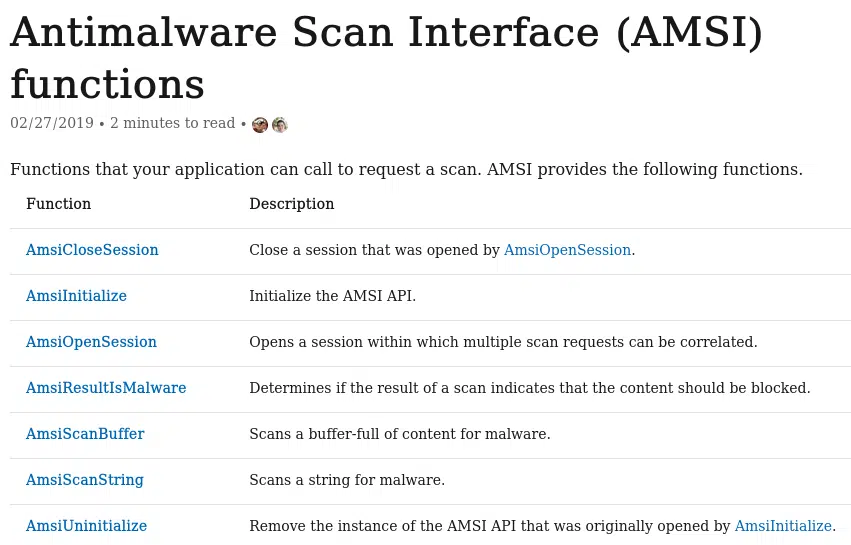 Antimalware Scan Interface (AMSI)
functions
02/27/2019 • 2 minutes to read •
Functions that your application can call to request a scan. AMSI provides the following functions.
Function Description
AmsiCloseSession Close a session that was opened by AmsiOpenSession.
AmsiInitialize Initialize the AMSI API.
AmsiOpenSession Opens a session within which multiple scan requests can be correlated.
AmsiResultIsMalware Determines if the result of a scan indicates that the content should be blocked.
AmsiScanBuffer Scans a buffer-full of content for malware.
AmsiScanString Scans a string for malware.
AmsiUninitialize Remove the instance of the AMSI API that was originally opened by AmsiInitialize.